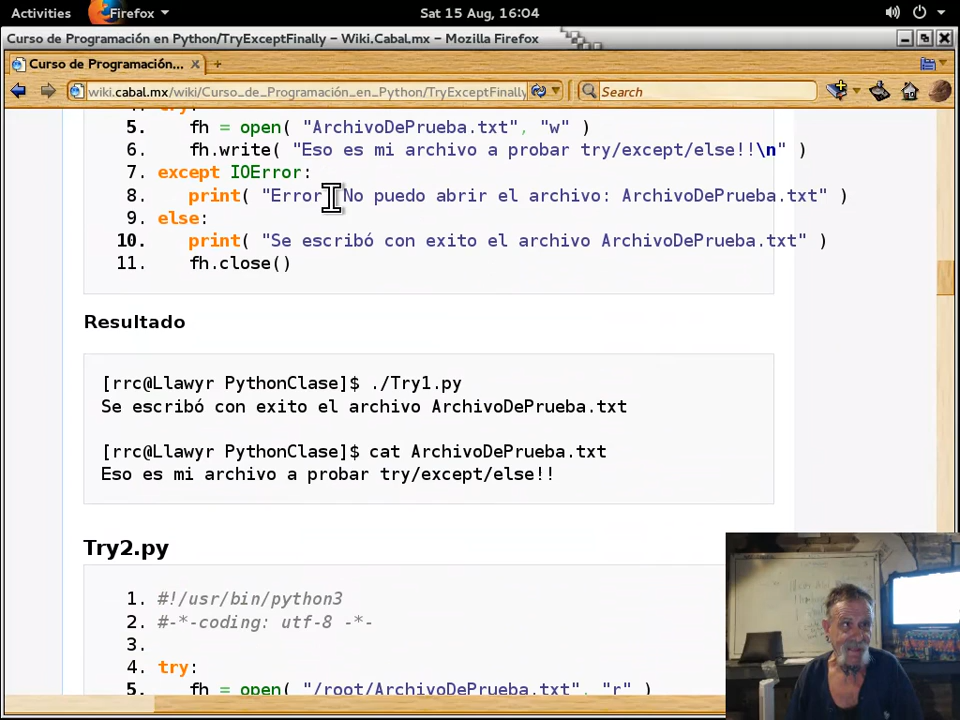 Activities Firefox Sat 15 Aug, 16:04
Curso de Programación en Python/TryExceptFinally – Wiki.Cabal.mx – Mozilla Firefox
Curso de Programación...
wiki.cabal.mx/wiki/Curso_de_Programación_en_Python/TryExceptFinally Search
4. try:
5. fh = open( "ArchivoDePrueba.txt", "w" )
6. fh.write( "Eso es mi archivo a probar try/except/else!!\n" )
7. except IOError:
8. print( "Error No puedo abrir el archivo: ArchivoDePrueba.txt" )
9. else:
10. print( "Se escribó con exito el archivo ArchivoDePrueba.txt" )
11. fh.close()
Resultado
[rrc@Llawyr PythonClase]$ ./Try1.py
Se escribó con exito el archivo ArchivoDePrueba.txt
[rrc@Llawyr PythonClase]$ cat ArchivoDePrueba.txt
Eso es mi archivo a probar try/except/else!!
Try2.py
1. #!/usr/bin/python3
2. #-*-coding: utf-8 -*-
3.
4. try:
5. fh = open( "/root/ArchivoDePrueba.txt", "r" )